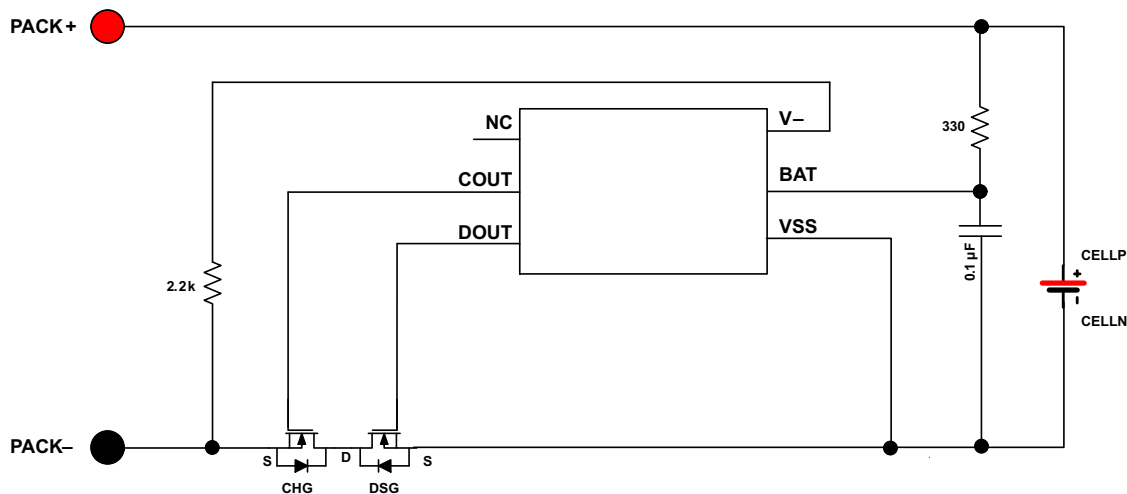 PACK+
NC
V–
330
COUT
BAT
DOUT
VSS
0.1 µF
CELLP
+
2.2k
-
CELLN
PACK–
S
D
S
CHG
DSG